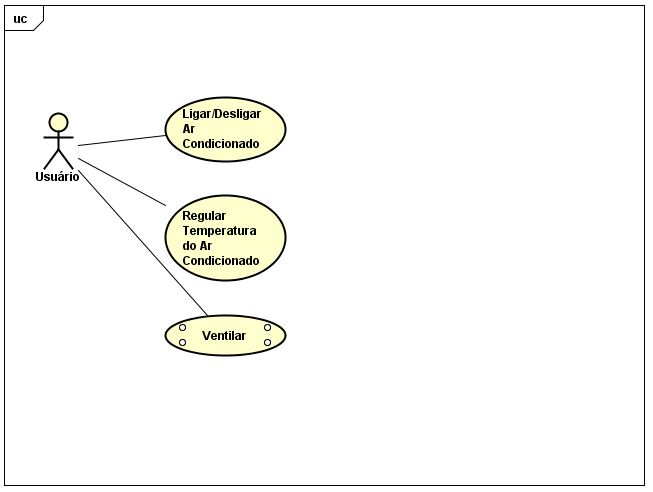 uc
Ligar/Desligar
Ar
Condicionado
Usuário
Regular
Temperatura
do Ar
Condicionado
Ventilar